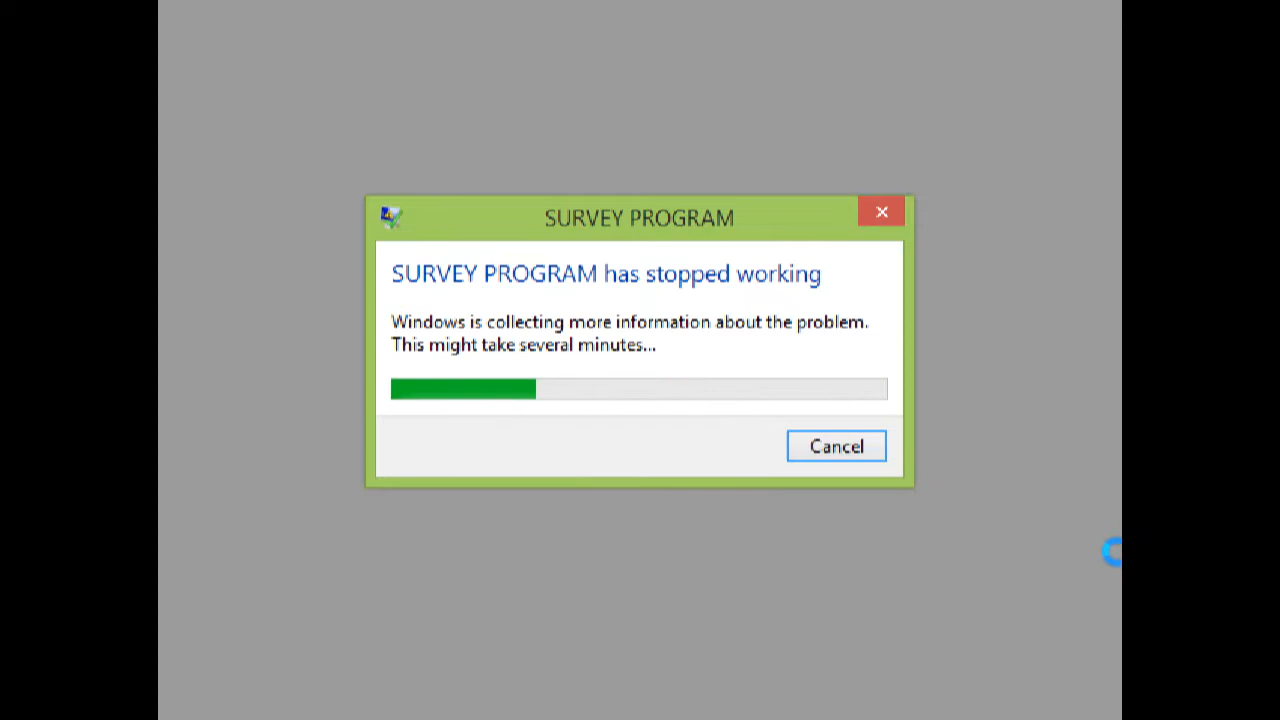 SURVEY PROGRAM
SURVEY PROGRAM has stopped working
Windows is collecting more information about the problem.
This might take several minutes...
Cancel